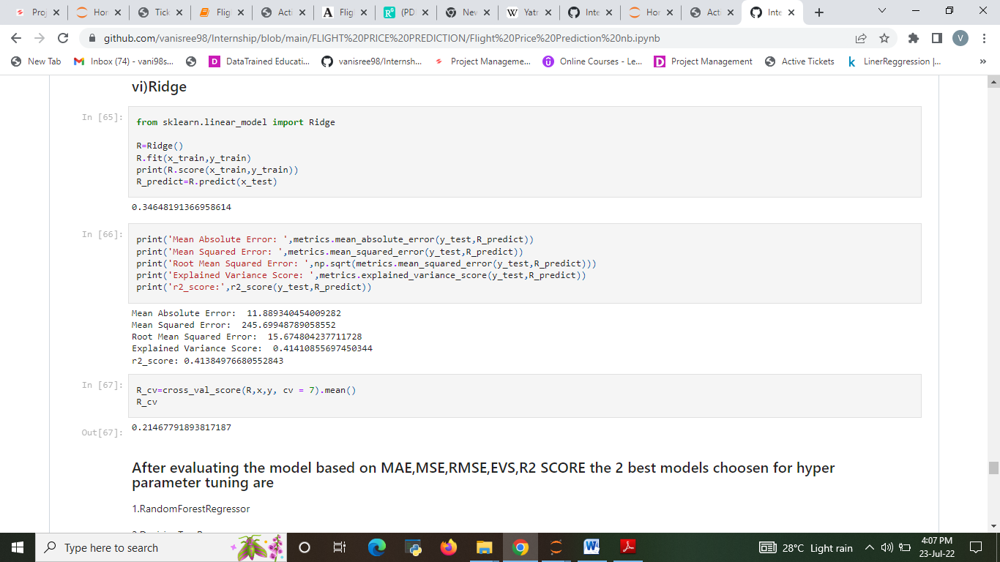 Proj
Hor
Tick
Fligh
Acti
Flig
(PD
Nev
Yatr
Inte
Hor
Acti
Inte
github.com/vanisree98/Internship/blob/main/FLIGHT%20PRICE%20PREDICTION/Flight%20Price%20Prediction%20nb.ipynb
V
New Tab
Inbox (74) - vani98s...
DataTrained Educati...
vanisree98/Internsh...
Project Manageme...
Online Courses - Le...
Project Management
Active Tickets
LinerReggression |...
vi)Ridge
In [65]:
from sklearn.linear_model import Ridge
R=Ridge()
R.fit(x_train,y_train)
print(R.score(x_train,y_train))
R_predict=R.predict(x_test)
0.34648191366958614
In [66]:
print('Mean Absolute Error: ',metrics.mean_absolute_error(y_test,R_predict))
print('Mean Squared Error: ',metrics.mean_squared_error(y_test,R_predict))
print('Root Mean Squared Error: ',np.sqrt(metrics.mean_squared_error(y_test,R_predict)))
print('Explained Variance Score: ',metrics.explained_variance_score(y_test,R_predict))
print('r2_score:',r2_score(y_test,R_predict))
Mean Absolute Error:  11.889340454009282
Mean Squared Error:  245.69948789058552
Root Mean Squared Error:  15.674804237711728
Explained Variance Score:  0.41410855697450344
r2_score: 0.41384976680552843
In [67]:
R_cv=cross_val_score(R,x,y, cv = 7).mean()
R_cv
Out[67]:
0.21467791893817187
After evaluating the model based on MAE,MSE,RMSE,EVS,R2 SCORE the 2 best models choosen for hyper
parameter tuning are
1.RandomForestRegressor
Type here to search
28°C Light rain
4:07 PM
23-Jul-22